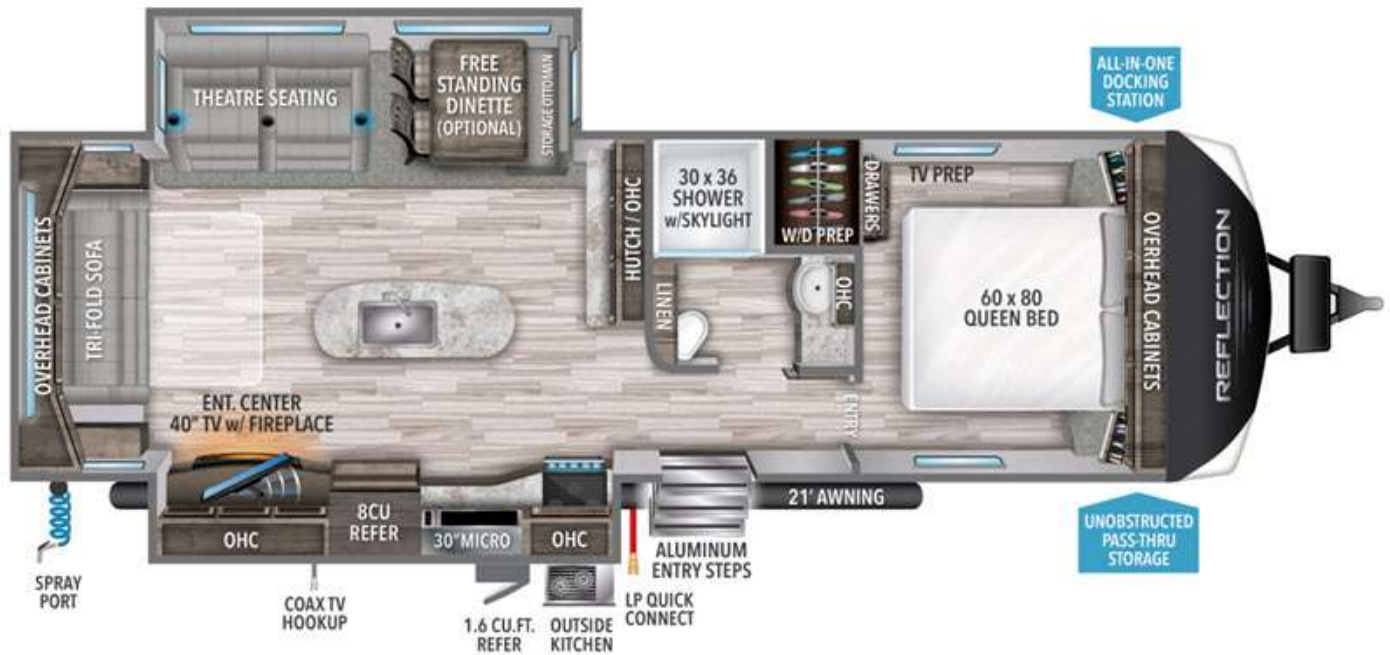 THEATRE SEATING
FREE
STANDING
DINETTE
(OPTIONAL)
STORAGE OTTOMAN
ALL-IN-ONE
DOCKING
STATION
OVERHEAD CABINETS
TRI-FOLD SOFA
HUTCH / OHC
30 x 36
SHOWER
w/SKYLIGHT
W/D PREP
DRAWERS
TV PREP
LINEN
OHC
60 x 80
QUEEN BED
OVERHEAD CABINETS
REFLECTION
ENT. CENTER
40" TV w/ FIREPLACE
ENTRY
OHC
8CU
REFER
30"MICRO
OHC
21' AWNING
UNOBSTRUCTED
PASS-THRU
STORAGE
SPRAY
PORT
COAX TV
HOOKUP
1.6 CU.FT.
REFER
OUTSIDE
KITCHEN
LP QUICK
CONNECT
ALUMINUM
ENTRY STEPS